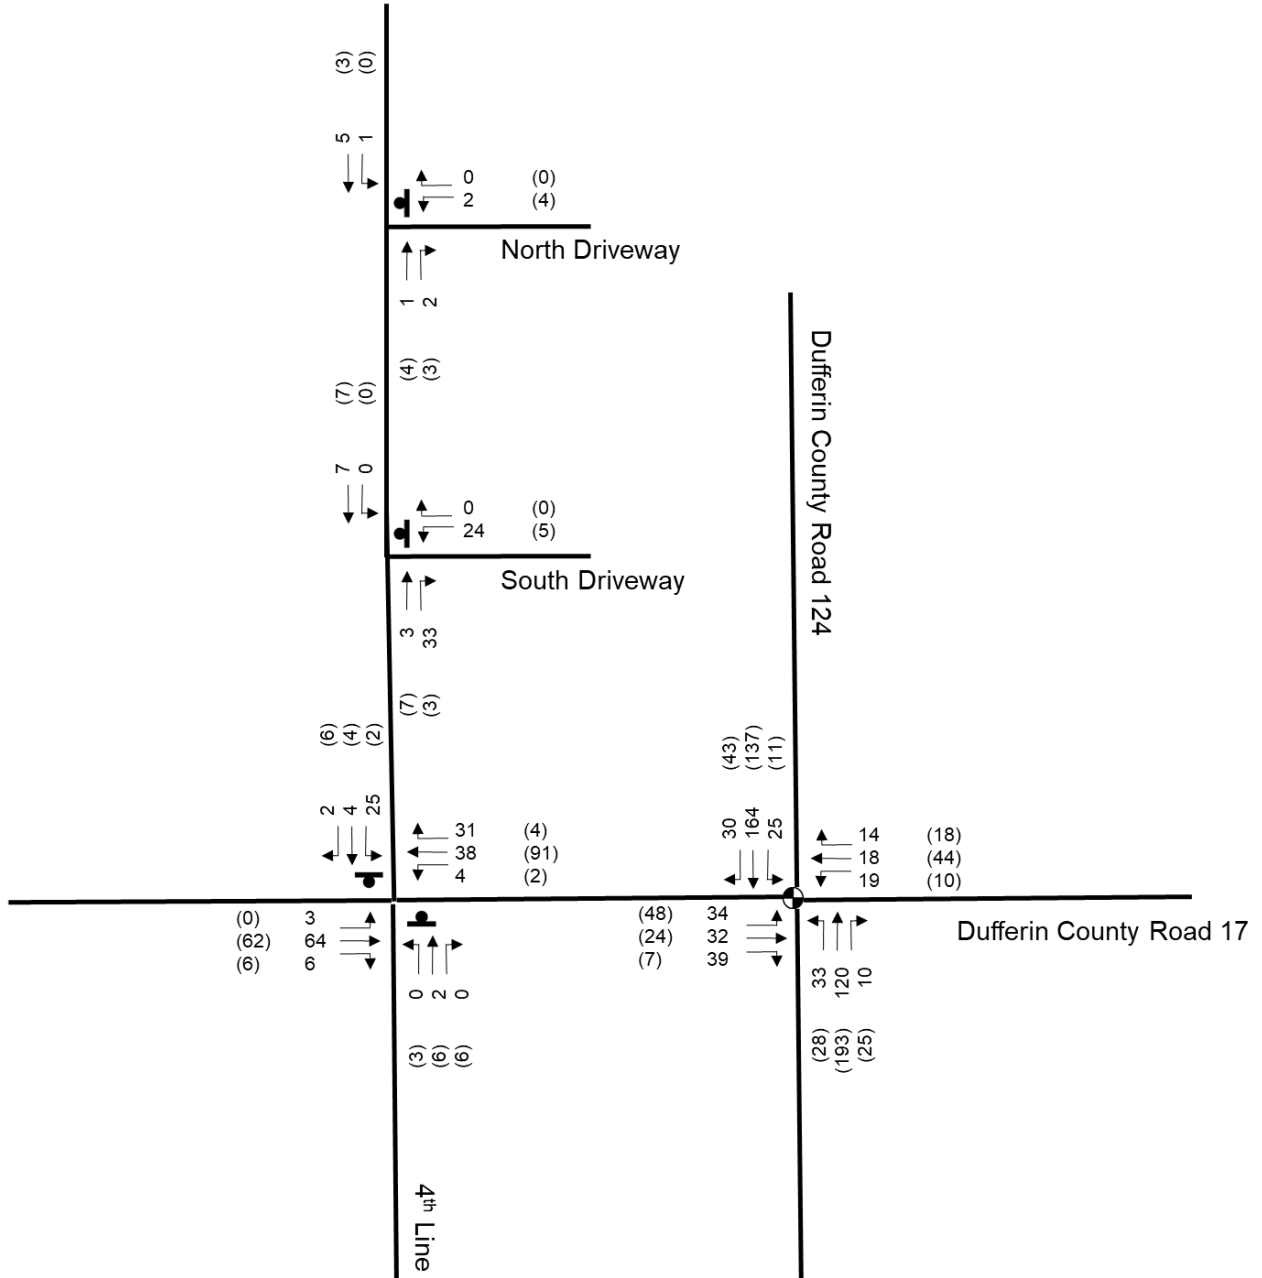 (3) (0)
5 1
0 (0)
2 (4)
North Driveway
1 2
(4) (3)
(7) (0)
7 0
0 (0)
24 (5)
South Driveway
3 33
(7) (3)
Dufferin County Road 124
(6) (4) (2)
2 4 25
31 (4)
38 (91)
4 (2)
(0) 3
(62) 64
(6) 6
0 2 0
(3) (6) (6)
4th Line
(43) (137) (11)
30 164 25
14 (18)
18 (44)
19 (10)
(48) 34
(24) 32
(7) 39
Dufferin County Road 17
33 120 10
(28) (193) (25)